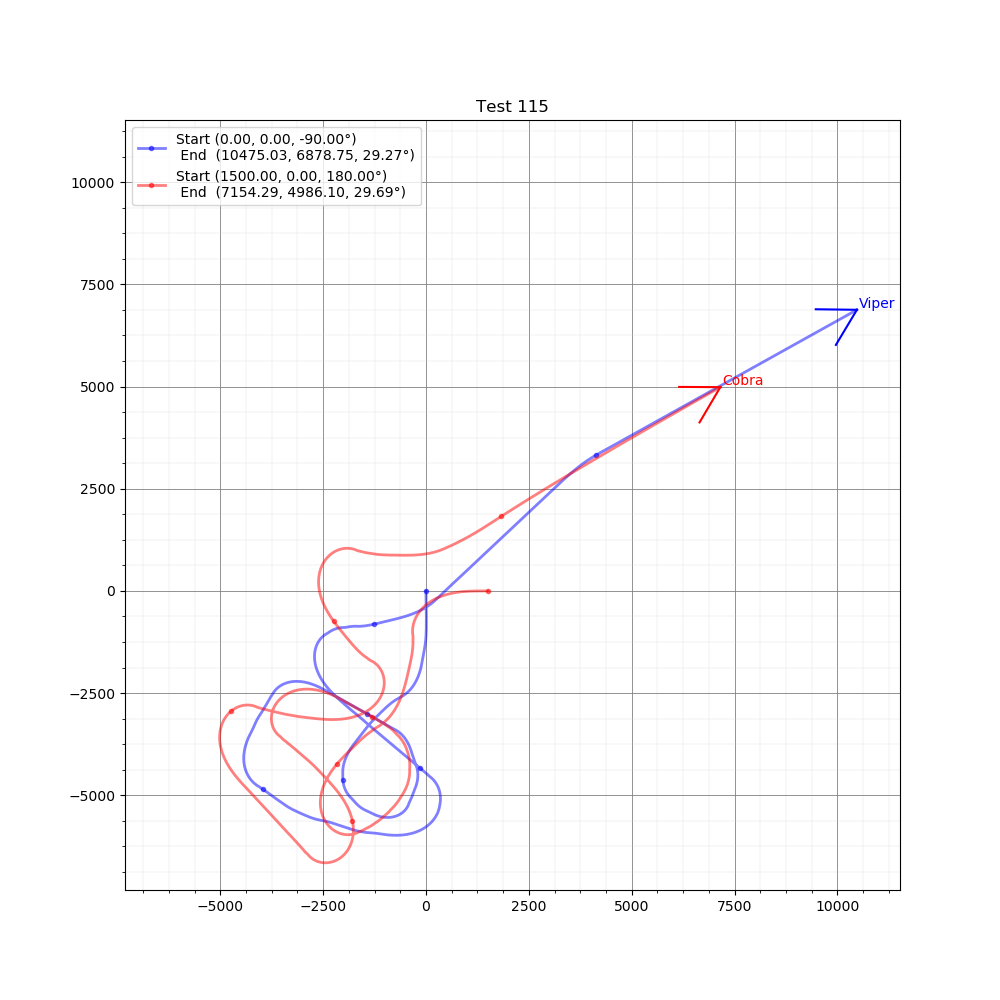 Test 115
Start (0.00, 0.00, -90.00°)
End  (10475.03, 6878.75, 29.27°)
Start (1500.00, 0.00, 180.00°)
End  (7154.29, 4986.10, 29.69°)
10000
7500
5000
2500
0
−2500
−5000
Viper
Cobra
−5000
−2500
0
2500
5000
7500
10000